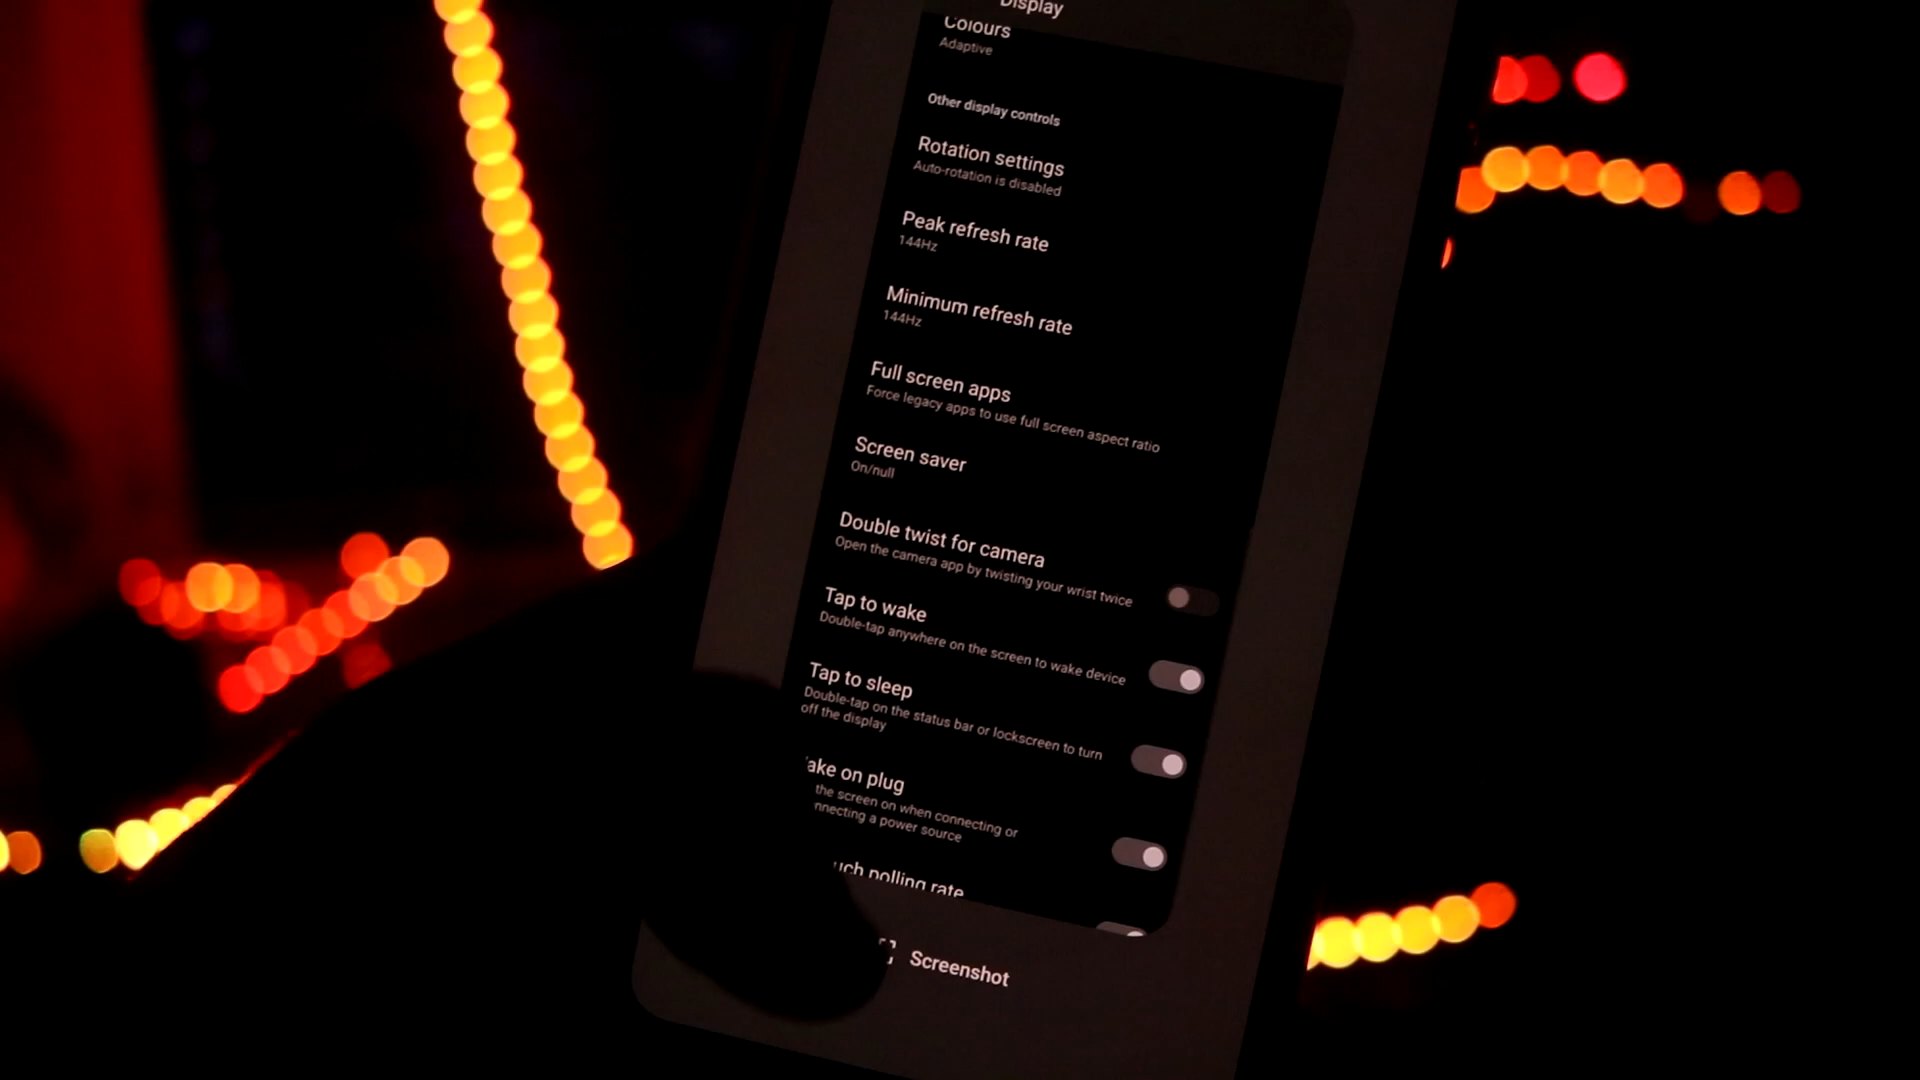 Display
Colours
Adaptive
Other display controls
Rotation settings
Auto-rotation is disabled
Peak refresh rate
144Hz
Minimum refresh rate
144Hz
Full screen apps
Force legacy apps to use full screen aspect ratio
Screen saver
On/null
Double twist for camera
Open the camera app by twisting your wrist twice
Tap to wake
Double-tap anywhere on the screen to wake device
Tap to sleep
Double-tap on the status bar or lockscreen to turn
off the display
ake on plug
the screen on when connecting or
nnecting a power source
uch polling rate
Screenshot